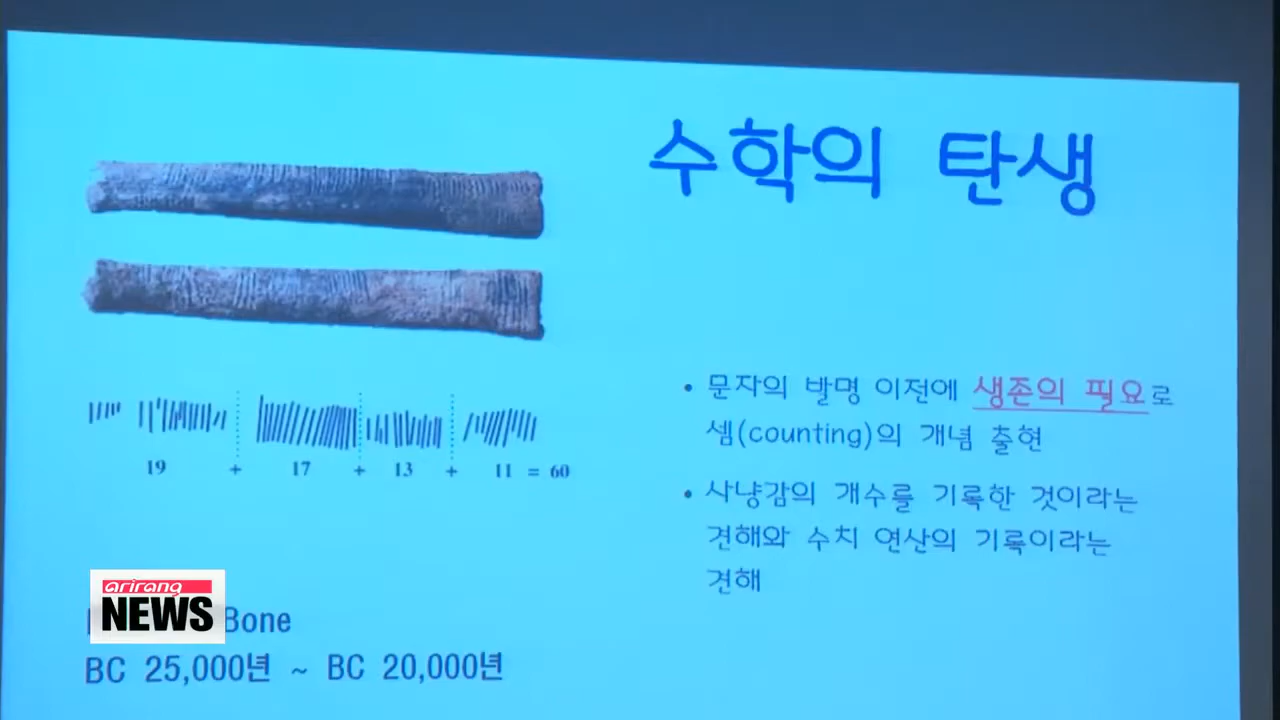 수학의 탄생
19 + 17 + 13 + 11 = 60
• 문자의 발명 이전에 생존의 필요로
셈(counting)의 개념 출현
• 사냥감의 개수를 기록한 것이라는
견해와 수치 연산의 기록이라는
견해
arirang
NEWS
Bone
BC 25,000년 ~ BC 20,000년